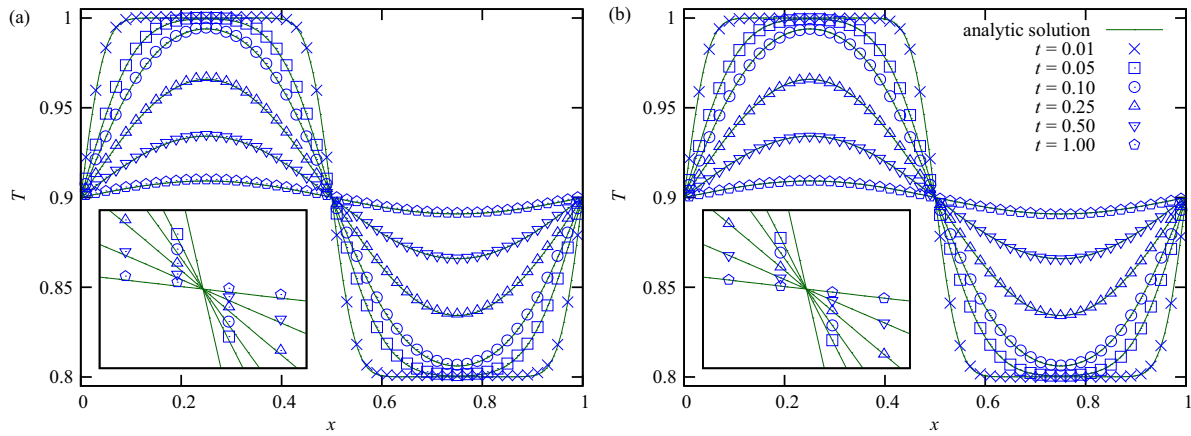 (a)
1
0.95
0.9
0.85
0.8
T
0
0.2
0.4
0.6
0.8
1
x
(b)
analytic solution
t = 0.01
t = 0.05
t = 0.10
t = 0.25
t = 0.50
t = 1.00
1
0.95
0.9
0.85
0.8
T
0
0.2
0.4
0.6
0.8
1
x